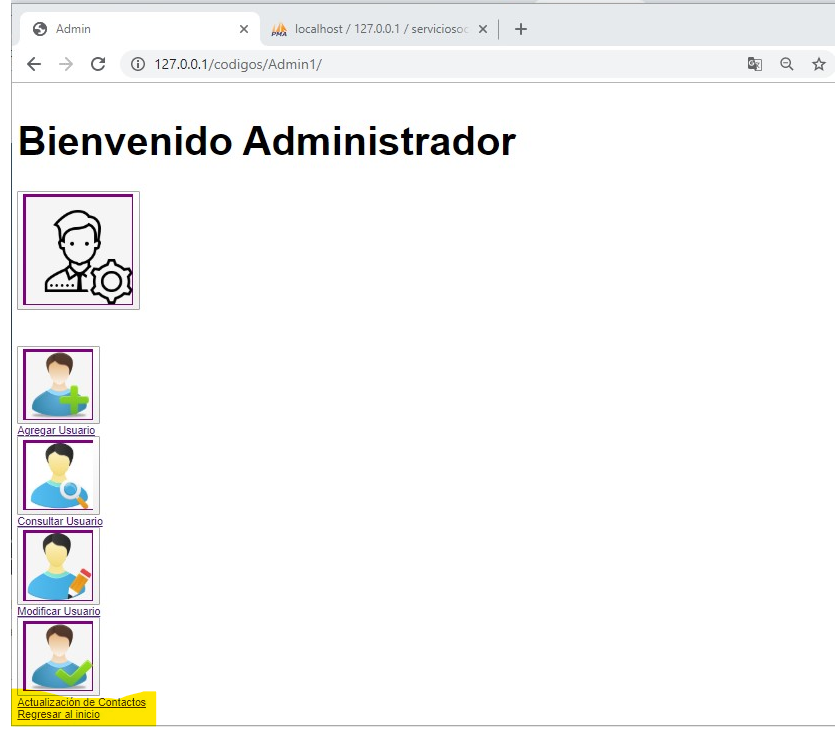 Admin
PMA
localhost / 127.0.0.1 / serviciosoc
127.0.0.1/codigos/Admin1/
Bienvenido Administrador
Agregar Usuario
Consultar Usuario
Modificar Usuario
Actualización de Contactos
Regresar al inicio